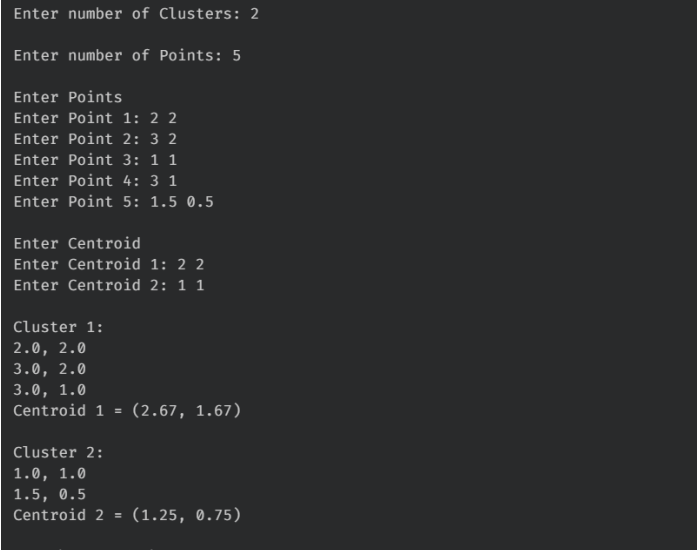 Enter number of Clusters: 2
Enter number of Points: 5
Enter Points
Enter Point 1: 2 2
Enter Point 2: 3 2
Enter Point 3: 1 1
Enter Point 4: 3 1
Enter Point 5: 1.5 0.5
Enter Centroid
Enter Centroid 1: 2 2
Enter Centroid 2: 1 1
Cluster 1:
2.0, 2.0
3.0, 2.0
3.0, 1.0
Centroid 1 = (2.67, 1.67)
Cluster 2:
1.0, 1.0
1.5, 0.5
Centroid 2 = (1.25, 0.75)